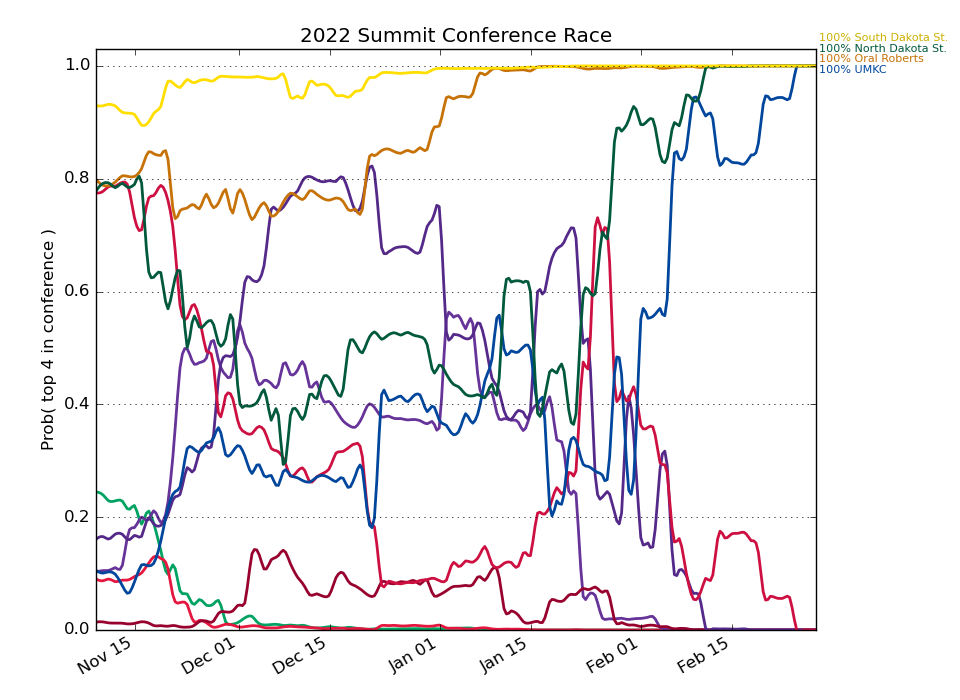 2022 Summit Conference Race
100% South Dakota St.
100% North Dakota St.
100% Oral Roberts
100% UMKC
Prob( top 4 in conference )
1.0
0.8
0.6
0.4
0.2
0.0
Nov 15
Dec 01
Dec 15
Jan 01
Jan 15
Feb 01
Feb 15